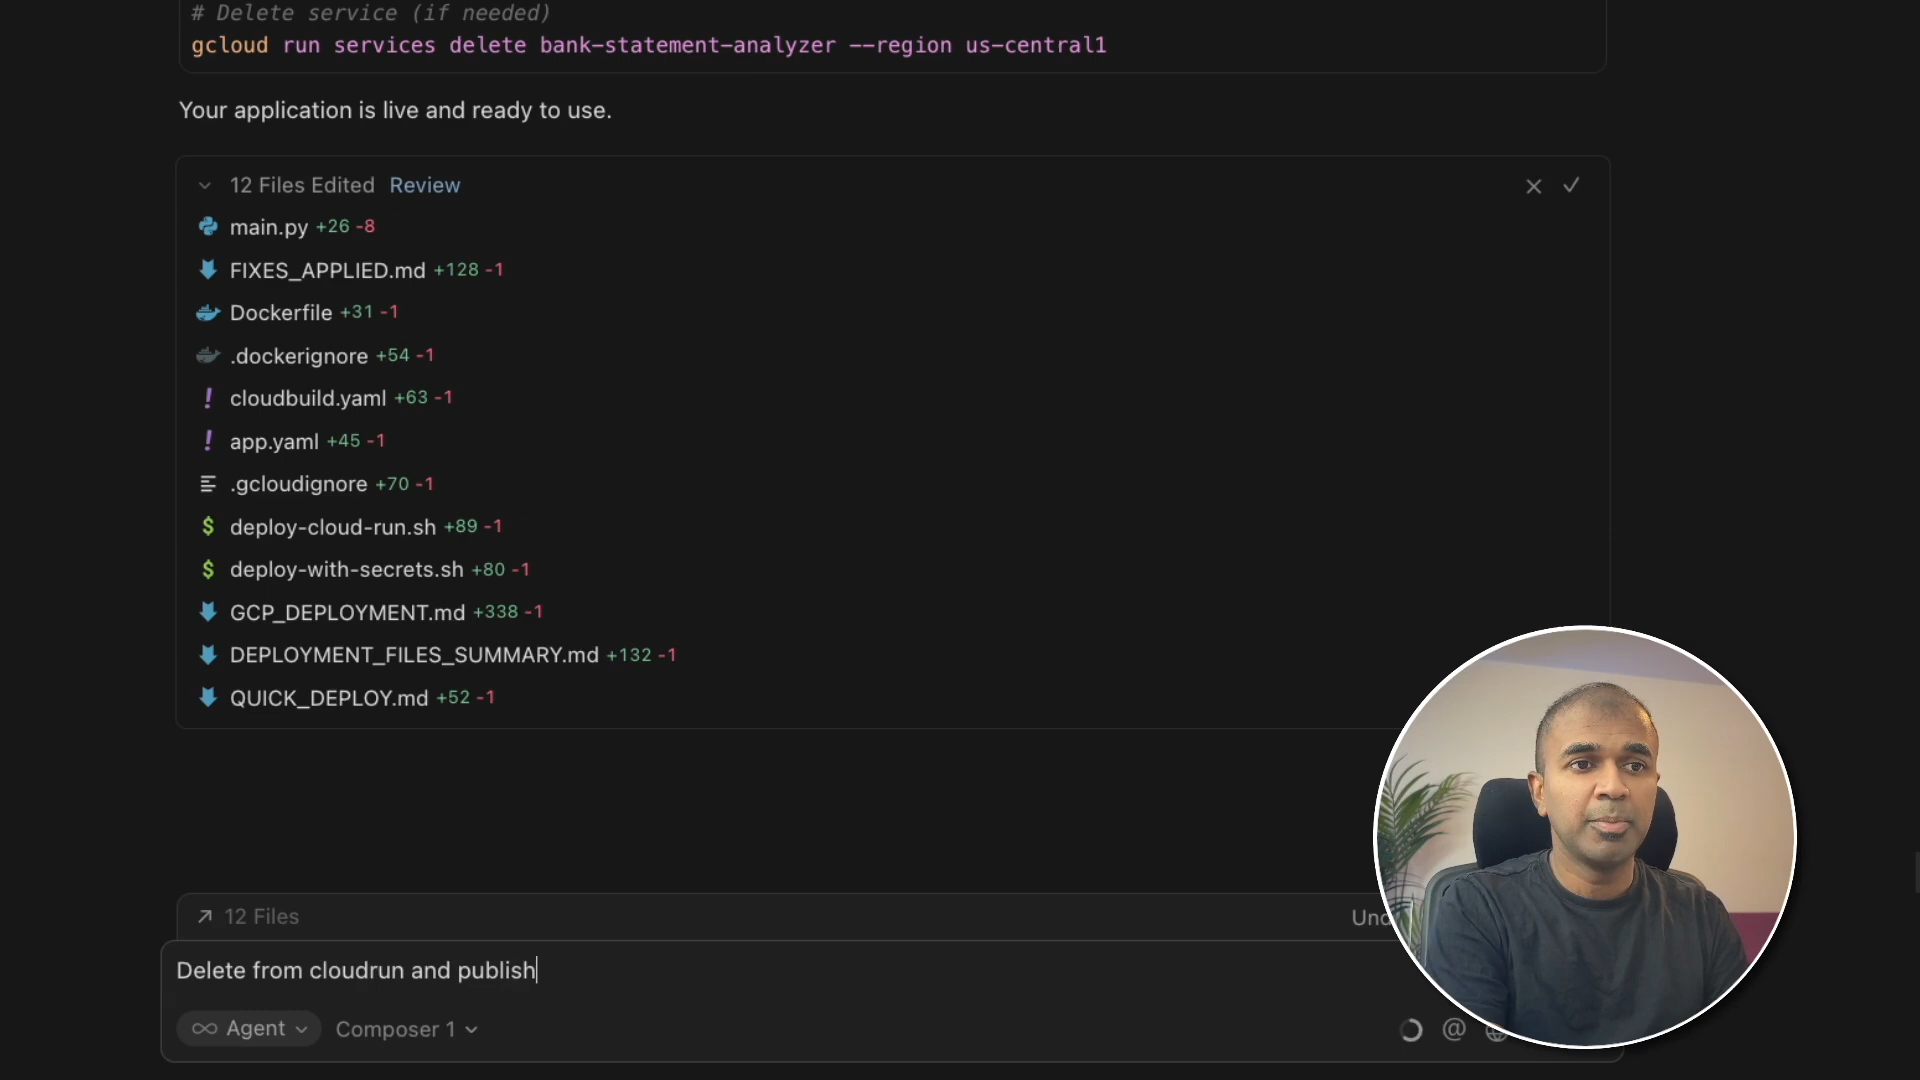 # Delete service (if needed)
gcloud run services delete bank-statement-analyzer --region us-central1
Your application is live and ready to use.
12 Files Edited Review
main.py +26 -8
FIXES_APPLIED.md +128 -1
Dockerfile +31 -1
.dockerignore +54 -1
cloudbuild.yaml +63 -1
app.yaml +45 -1
.gcloudignore +70 -1
deploy-cloud-run.sh +89 -1
deploy-with-secrets.sh +80 -1
GCP_DEPLOYMENT.md +338 -1
DEPLOYMENT_FILES_SUMMARY.md +132 -1
QUICK_DEPLOY.md +52 -1
12 Files
Delete from cloudrun and publish
Agent Composer 1